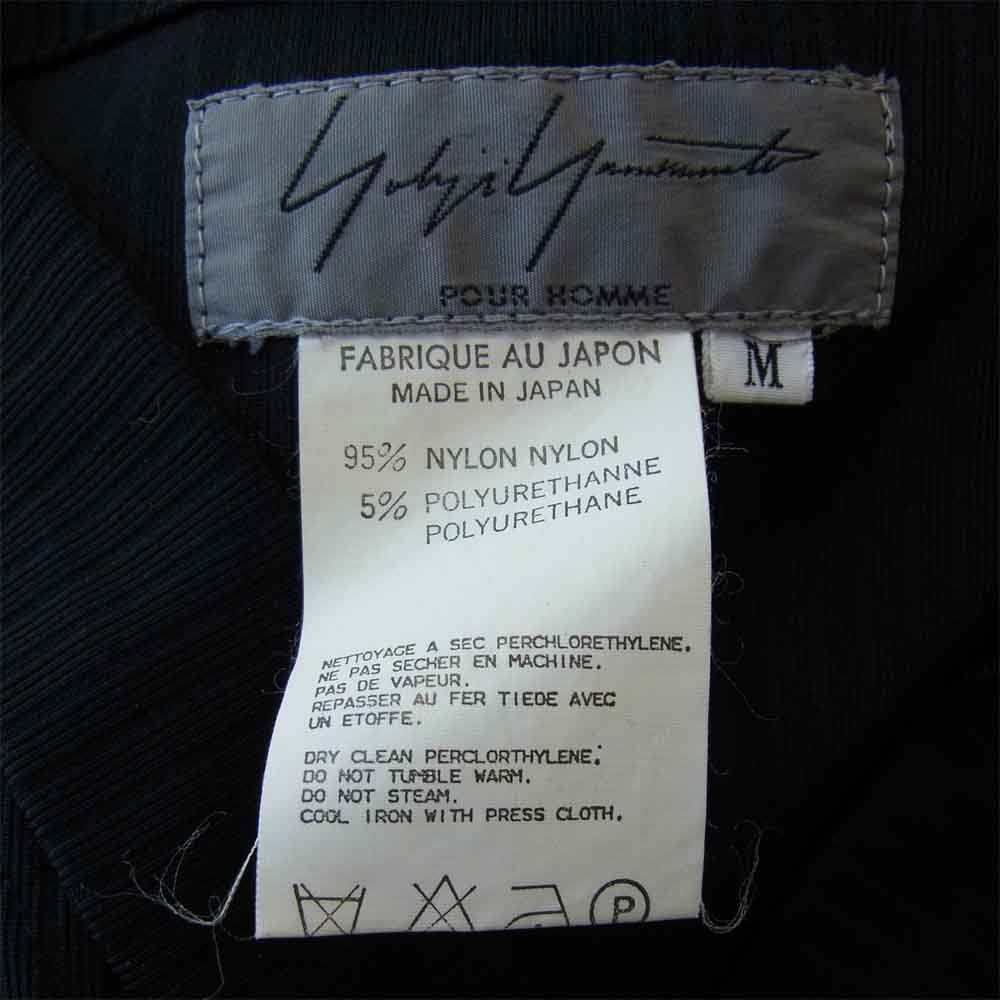 Yohji Yamamoto
POUR HOMME
M
FABRIQUE AU JAPON
MADE IN JAPAN
95% NYLON NYLON
5% POLYURETHANNE
POLYURETHANE
NETTOYAGE A SEC PERCHLORETHYLENE.
NE PAS SECHER EN MACHINE.
PAS DE VAPEUR.
REPASSER AU FER TIEDE AVEC
UN ETOFFE.
DRY CLEAN PERCLORTHYLENE.
DO NOT TUMBLE WARM.
DO NOT STEAM.
COOL IRON WITH PRESS CLOTH.
P